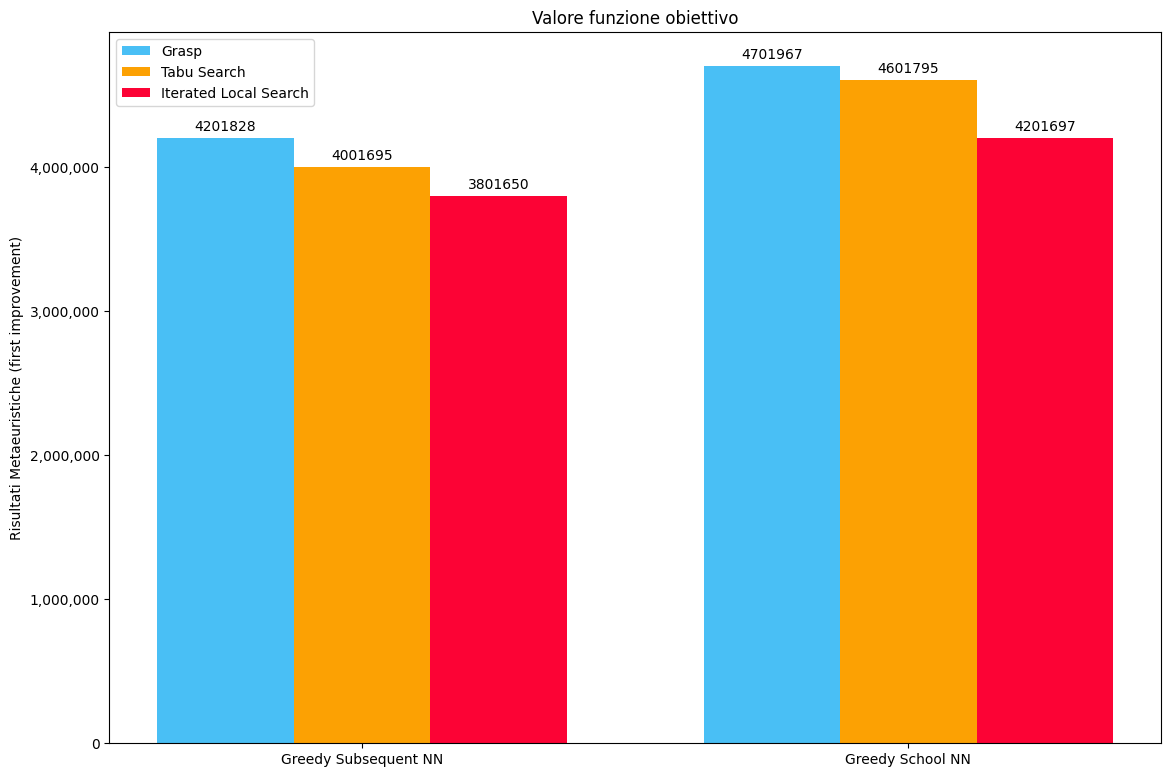 Valore funzione obiettivo
Grasp
Tabu Search
Iterated Local Search
4201828
4001695
3801650
4701967
4601795
4201697
4,000,000
3,000,000
2,000,000
1,000,000
0
Risultati Metaeuristiche (first improvement)
Greedy Subsequent NN
Greedy School NN